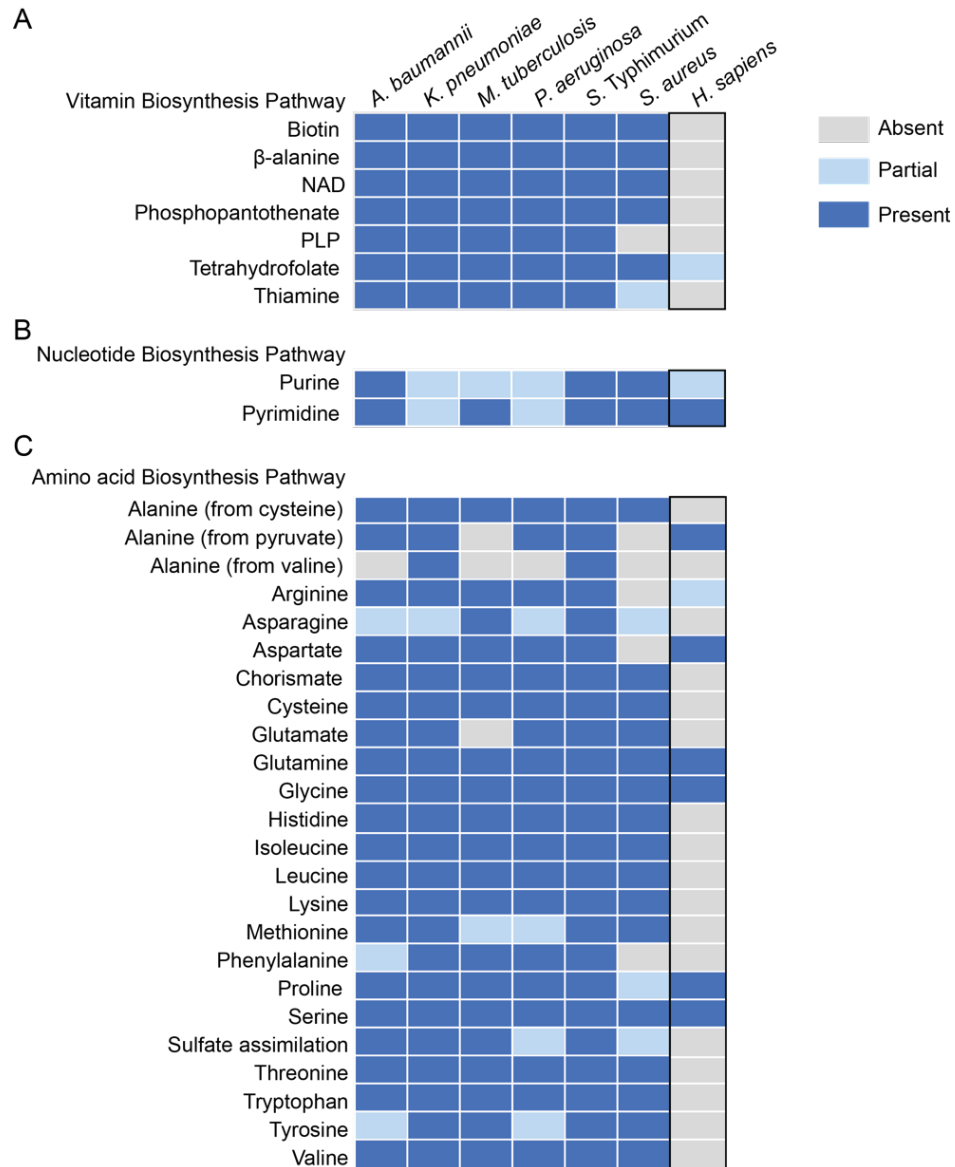 A
A. baumannii
K. pneumoniae
M. tuberculosis
P. aeruginosa
S. Typhimurium
S. aureus
H. sapiens
Vitamin Biosynthesis Pathway
Biotin
β-alanine
NAD
Phosphopantothenate
PLP
Tetrahydrofolate
Thiamine
Absent
Partial
Present
B
Nucleotide Biosynthesis Pathway
Purine
Pyrimidine
C
Amino acid Biosynthesis Pathway
Alanine (from cysteine)
Alanine (from pyruvate)
Alanine (from valine)
Arginine
Asparagine
Aspartate
Chorismate
Cysteine
Glutamate
Glutamine
Glycine
Histidine
Isoleucine
Leucine
Lysine
Methionine
Phenylalanine
Proline
Serine
Sulfate assimilation
Threonine
Tryptophan
Tyrosine
Valine